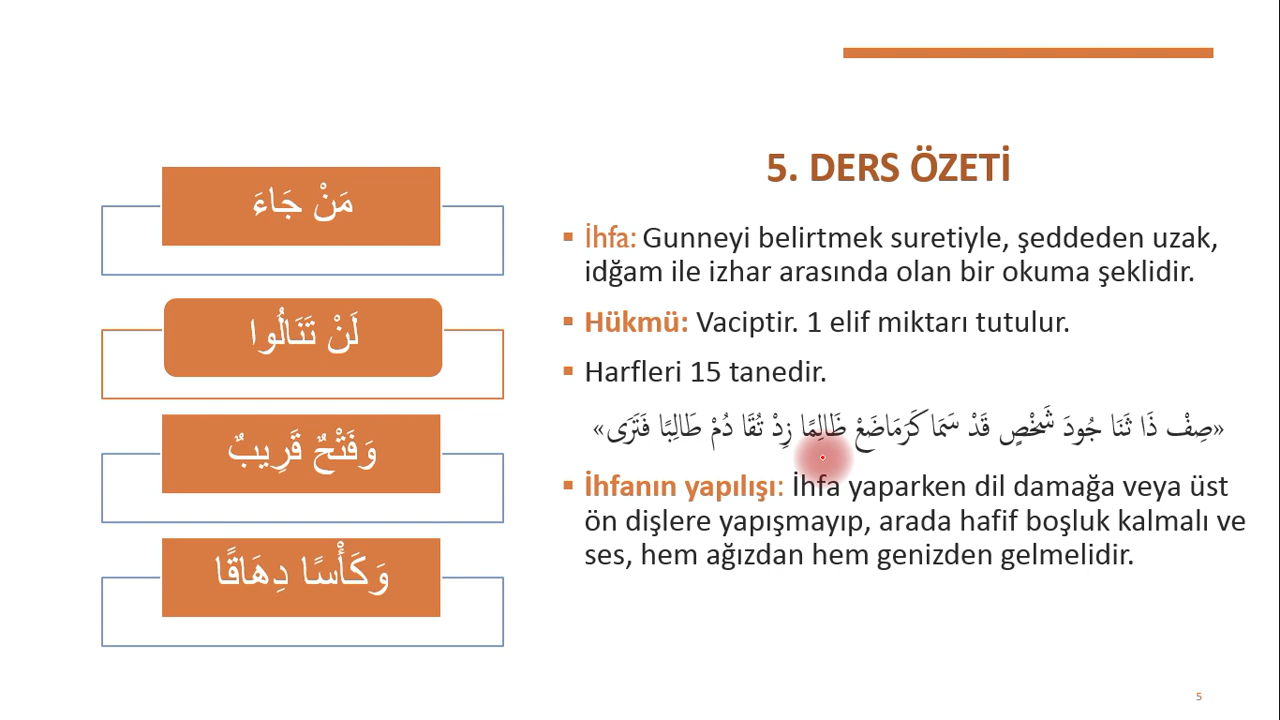 مَنْ جَاءَ
لَنْ تَنَالُوا
وَفَتْحٌ قَرِيبٌ
وَكَأْسًا دِهَاقًا
5. DERS ÖZETİ
▪ İhfa: Gunneyi belirtmek suretiyle, şeddeden uzak,
idğam ile izhar arasında olan bir okuma şeklidir.
▪ Hükmü: Vaciptir. 1 elif miktarı tutulur.
▪ Harfleri 15 tanedir.
«صِفْ ذَا ثَنَا جُودَ شَخْصٍ قَدْ سَمَا كَرَمَاضَعْ ظَالِمًا زِدْ تُقَا دُمْ طَالِبًا فَتَرَى»
▪ İhfanın yapılışı: İhfa yaparken dil damağa veya üst
ön dişlere yapışmayıp, arada hafif boşluk kalmalı ve
ses, hem ağızdan hem genizden gelmelidir.
5